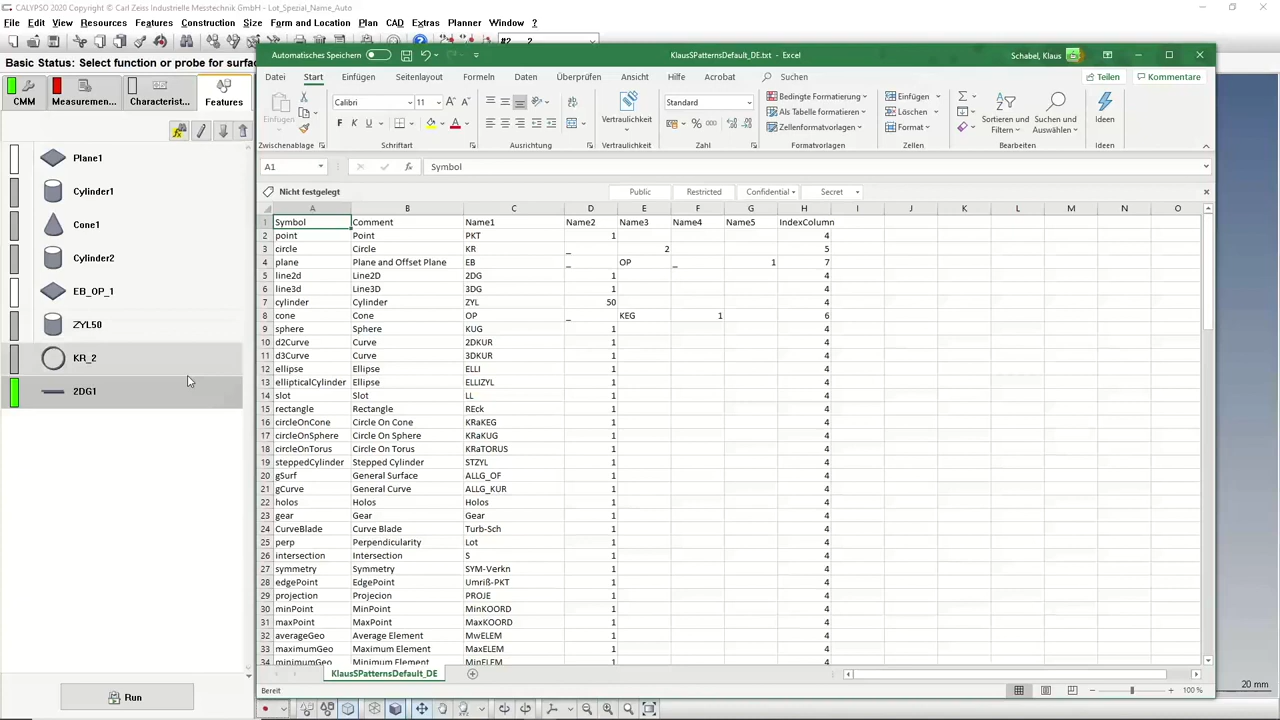 CALYPSO 2020 Copyright © Carl Zeiss Industrielle Messtechnik - Lot_Spezial_Name_Auto
File Edit View Resources Features Construction Size Form and Location Plan CAD Extras Planner Window ?
#2
Basic Status: Select function or probe for surfa
CMM Measuremen... Characterist... Features
Plane1
Cylinder1
Cone1
Cylinder2
EB_OP_1
ZYL50
KR_2
2DG1
Run
Automatisches Speichern KlausSPatternsDefault_DE.txt - Excel Schabel, Klaus
Datei Start Einfügen Seitenlayout Formeln Daten Überprüfen Ansicht Hilfe Acrobat Suchen Teilen Kommentare
Einfügen
Calibri 11
F K U
Vertraulichkeit
Standard
% 000
Bedingte Formatierung
Als Tabelle formatieren
Zellenformatvorlagen
Einfügen
Löschen
Format
Sortieren und Filtern
Suchen und Auswählen
Ideen
Zwischenablage Schriftart Ausrichtung Vertraulichkeit Zahl Formatvorlagen Zellen Bearbeiten Ideen
A1 fx Symbol
Nicht festgelegt Public Restricted Confidential Secret
A B C D E F G H I J K L M N O
1 Symbol Comment Name1 Name2 Name3 Name4 Name5 IndexColumn
2 point Point PKT 1 4
3 circle Circle KR _ 2 5
4 plane Plane and Offset Plane EB _ OP _ 1 7
5 line2d Line2D 2DG 1 4
6 line3d Line3D 3DG 1 4
7 cylinder Cylinder ZYL 50 4
8 cone Cone OP _ KEG 1 6
9 sphere Sphere KUG 1 4
10 d2Curve Curve 2DKUR 1 4
11 d3Curve Curve 3DKUR 1 4
12 ellipse Ellipse ELLI 1 4
13 ellipticalCylinder Ellipse ELLIZYL 1 4
14 slot Slot LL 1 4
15 rectangle Rectangle REck 1 4
16 circleOnCone Circle On Cone KRaKEG 1 4
17 circleOnSphere Circle On Sphere KRaKUG 1 4
18 circleOnTorus Circle On Torus KRaTORUS 1 4
19 steppedCylinder Stepped Cylinder STZYL 1 4
20 gSurf General Surface ALLG_OF 1 4
21 gCurve General Curve ALLG_KUR 1 4
22 holos Holos Holos 1 4
23 gear Gear Gear 1 4
24 CurveBlade Curve Blade Turb-Sch 1 4
25 perp Perpendicularity Lot 1 4
26 intersection Intersection S 1 4
27 symmetry Symmetry SYM-Verkn 1 4
28 edgePoint EdgePoint Umriß-PKT 1 4
29 projection Projecion PROJE 1 4
30 minPoint MinPoint MinKOORD 1 4
31 maxPoint MaxPoint MaxKOORD 1 4
32 averageGeo Average Element MwELEM 1 4
33 maximumGeo Maximum Element MaxELEM 1 4
34 minimumGeo Minimum Element MinELEM 1 4
KlausSPatternsDefault_DE
Bereit 100 %
20 mm